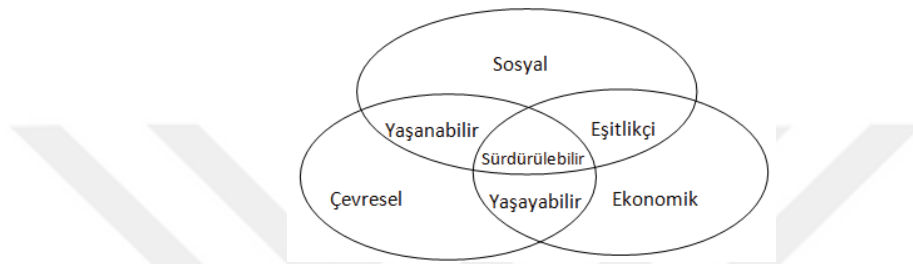 Sosyal
Yaşanabilir
Eşitlikçi
Sürdürülebilir
Çevresel
Yaşayabilir
Ekonomik